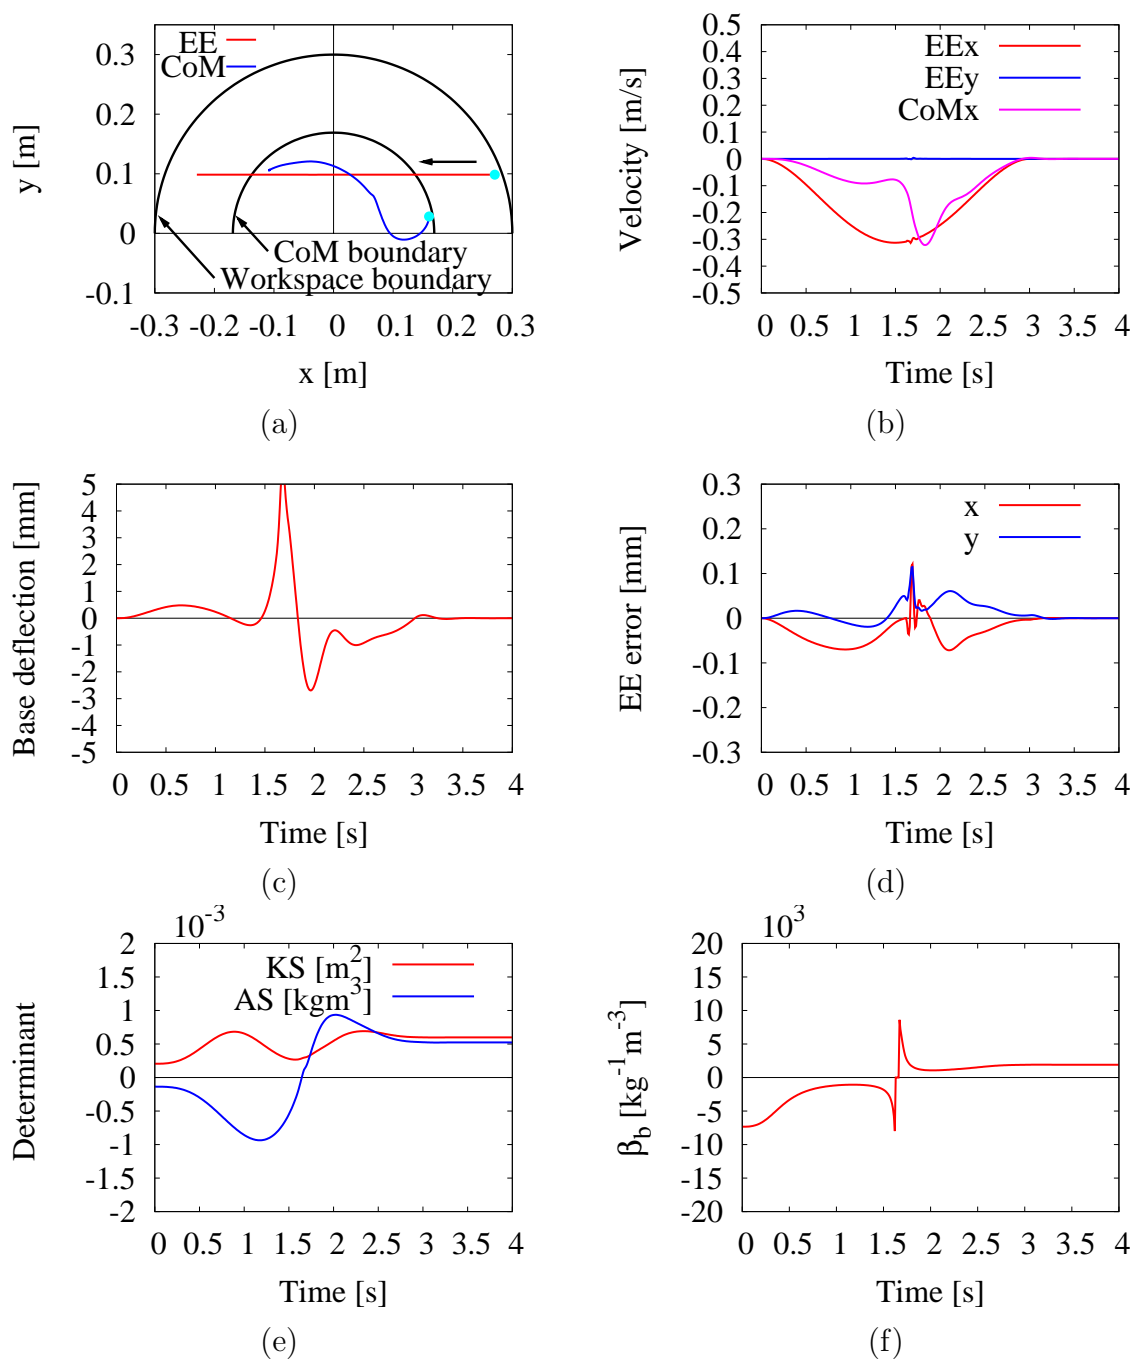 0.3
0.2
0.1
0
-0.1
y [m]
EE
CoM
CoM boundary
Workspace boundary
-0.3 -0.2 -0.1 0 0.1 0.2 0.3
x [m]
(a)
0.5
0.4
0.3
0.2
0.1
0
-0.1
-0.2
-0.3
-0.4
-0.5
Velocity [m/s]
EEx
EEy
CoMx
0 0.5 1 1.5 2 2.5 3 3.5 4
Time [s]
(b)
5
4
3
2
1
0
-1
-2
-3
-4
-5
Base deflection [mm]
0 0.5 1 1.5 2 2.5 3 3.5 4
Time [s]
(c)
0.3
0.2
0.1
0
-0.1
-0.2
-0.3
EE error [mm]
x
y
0 0.5 1 1.5 2 2.5 3 3.5 4
Time [s]
(d)
10⁻³
2
1.5
1
0.5
0
-0.5
-1
-1.5
-2
Determinant
KS [m²]
AS [kgm³]
0 0.5 1 1.5 2 2.5 3 3.5 4
Time [s]
(e)
10³
20
15
10
5
0
-5
-10
-15
-20
β_b [kg⁻¹m⁻³]
0 0.5 1 1.5 2 2.5 3 3.5 4
Time [s]
(f)